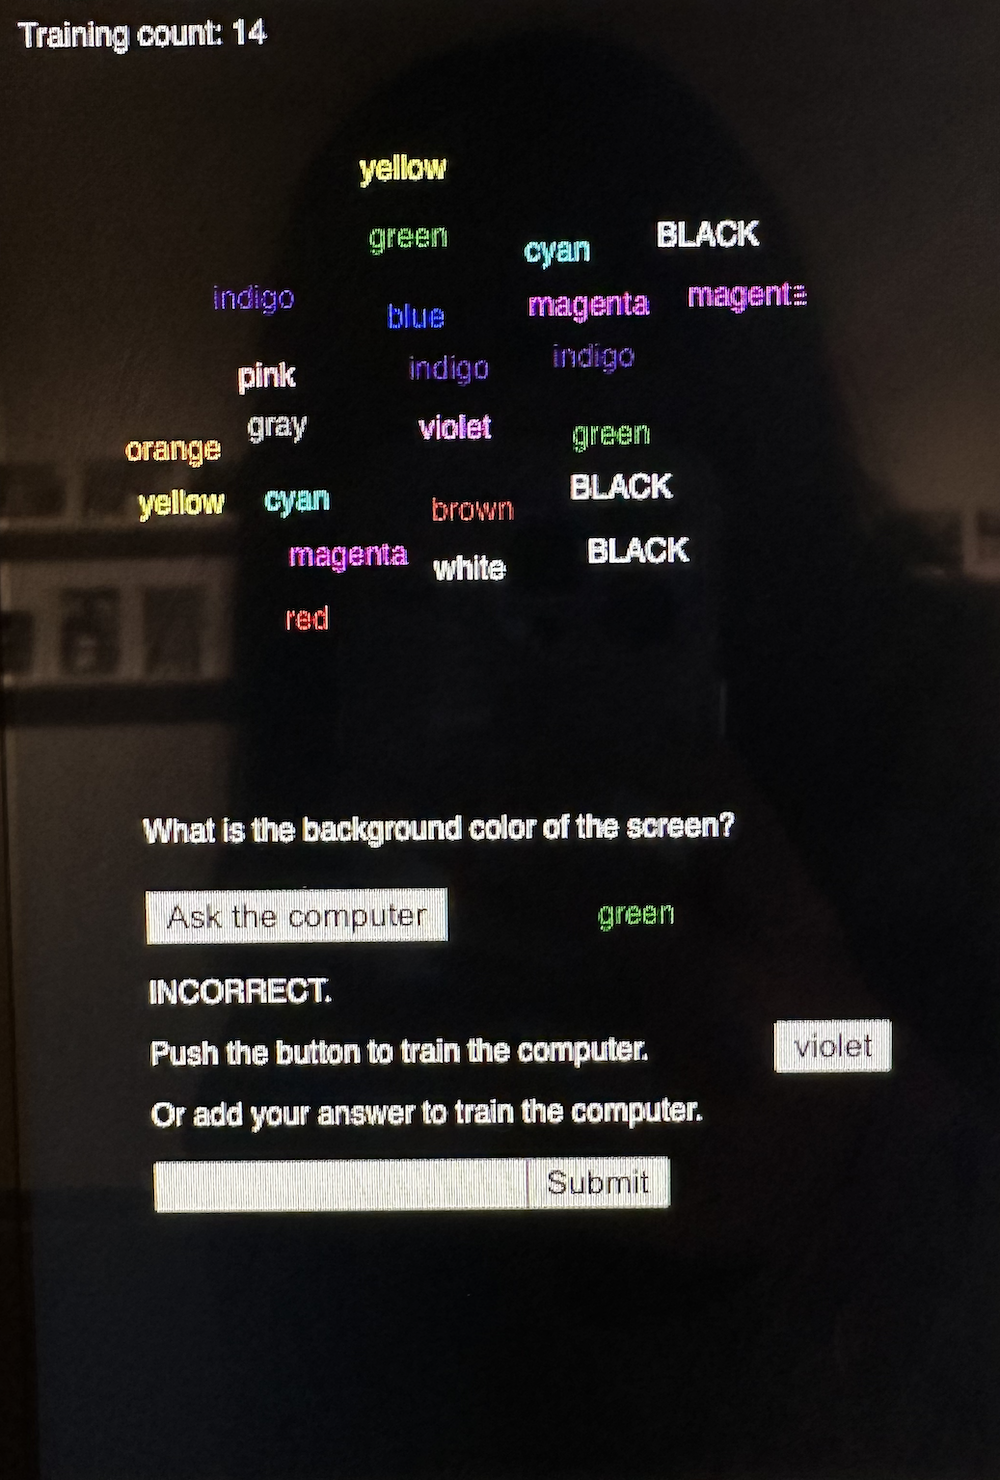 Training count: 14
yellow
green
cyan
BLACK
indigo
blue
magenta
magenta
pink
indigo
indigo
gray
violet
green
orange
yellow
cyan
brown
BLACK
magenta
white
BLACK
red
What is the background color of the screen?
Ask the computer
green
INCORRECT.
Push the button to train the computer.
violet
Or add your answer to train the computer.
Submit